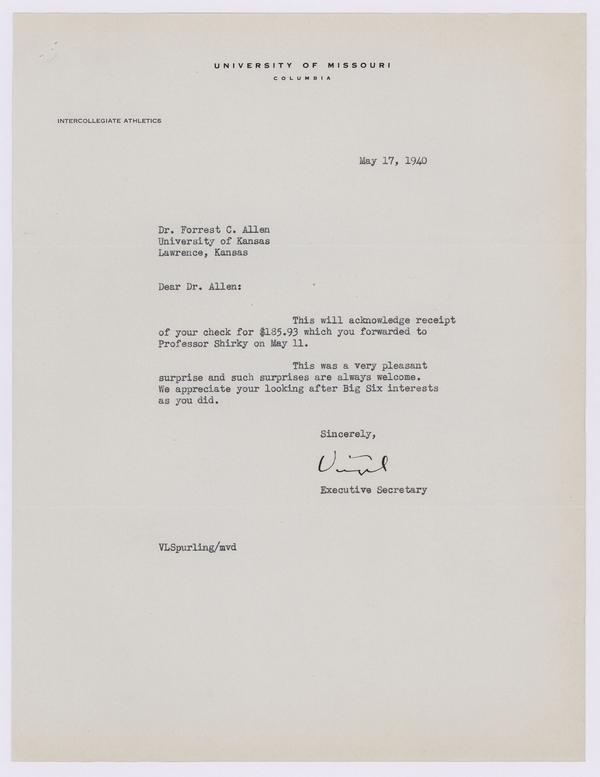 UNIVERSITY OF MISSOURI
COLUMBIA
INTERCOLLEGIATE ATHLETICS
May 17, 1940
Dr. Forrest C. Allen
University of Kansas
Lawrence, Kansas
Dear Dr. Allen:
This will acknowledge receipt
of your check for $185.93 which you forwarded to
Professor Shirky on May 11.
This was a very pleasant
surprise and such surprises are always welcome.
We appreciate your looking after Big Six interests
as you did.
Sincerely,
Executive Secretary
VLSpurling/mvd